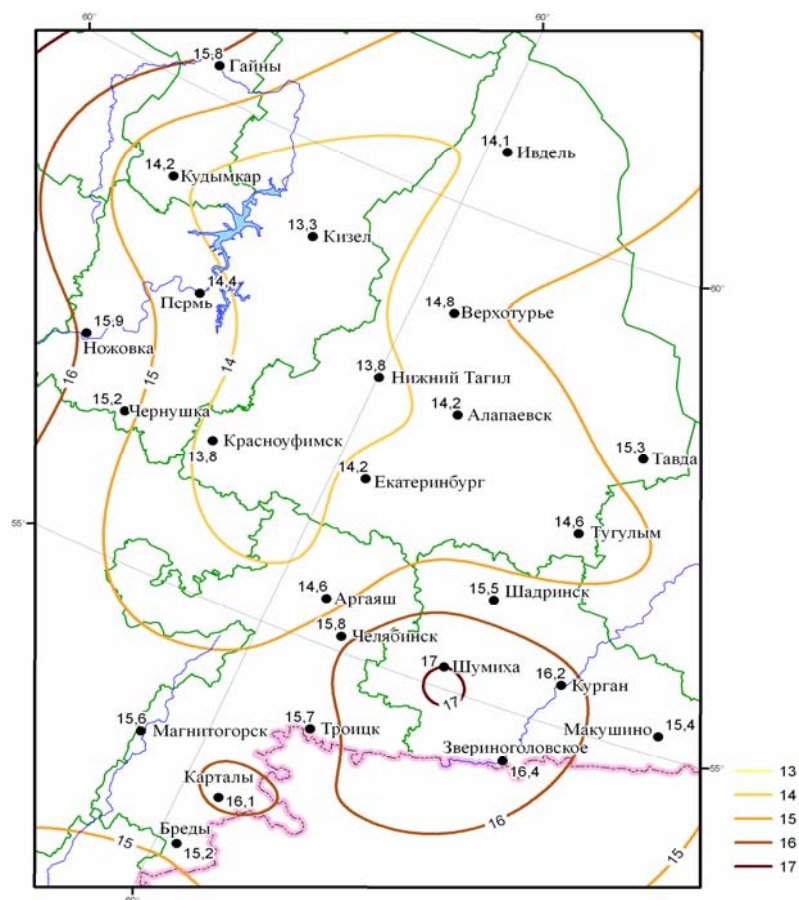 60°
60°
15,8
Гайны
14,1
Ивдель
14,2
Кудымкар
13,3
Кизел
14,4
Пермь
60°
14,8
Верхотурье
15,9
Ножовка
16
15
14
13,8
Нижний Тагил
15,2
Чернушка
14,2
Алапаевск
Красноуфимск
13,8
15,3
Тавда
14,2
Екатеринбург
55°
14,6
Тугулым
14,6
Аргаяш
15,5
Шадринск
15,8
Челябинск
17
Шумиха
17
16,2
Курган
15,6
Магнитогорск
15,7
Троицк
Макушино
15,4
Звериноголовское
16,4
55°
13
Карталы
16,1
14
15
16
15
Бреды
15,2
15
16
17
60°